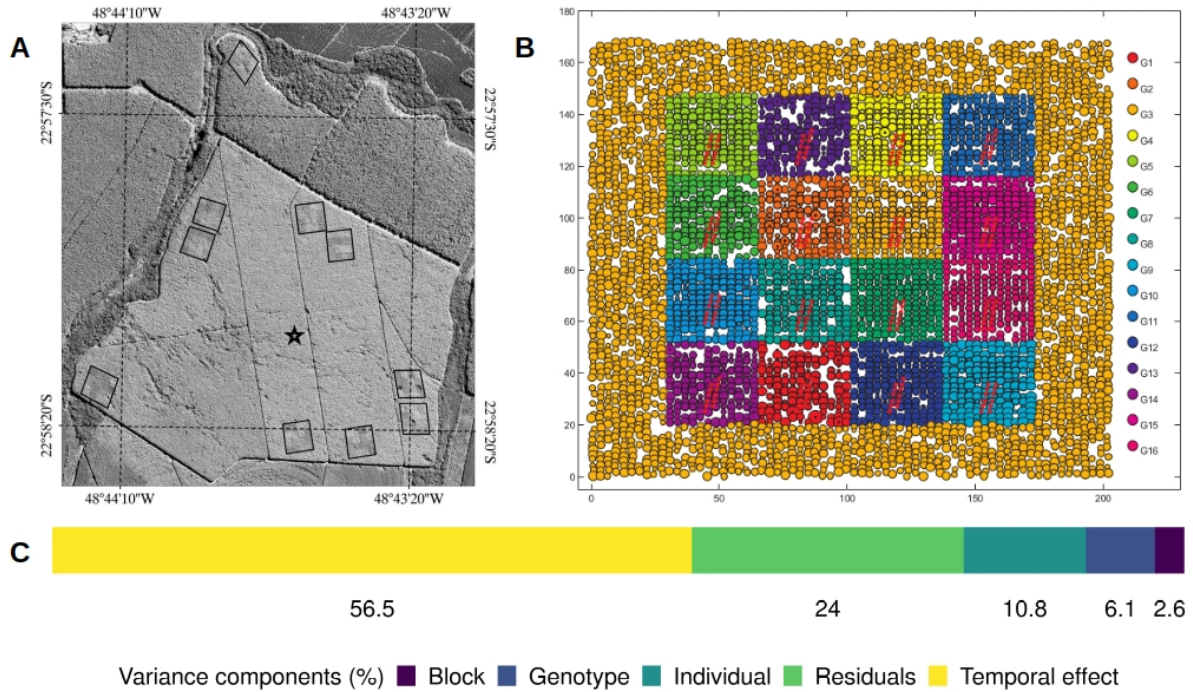 A
48°44'10"W
48°43'20"W
22°57'30"S
22°57'30"S
22°58'20"S
22°58'20"S
48°44'10"W
48°43'20"W
B
180
160
140
120
100
80
60
40
20
0
0
50
100
150
200
G1
G2
G3
G4
G5
G6
G7
G8
G9
G10
G11
G12
G13
G14
G15
G16
C
56.5
24
10.8
6.1
2.6
Variance components (%) Block Genotype Individual Residuals Temporal effect